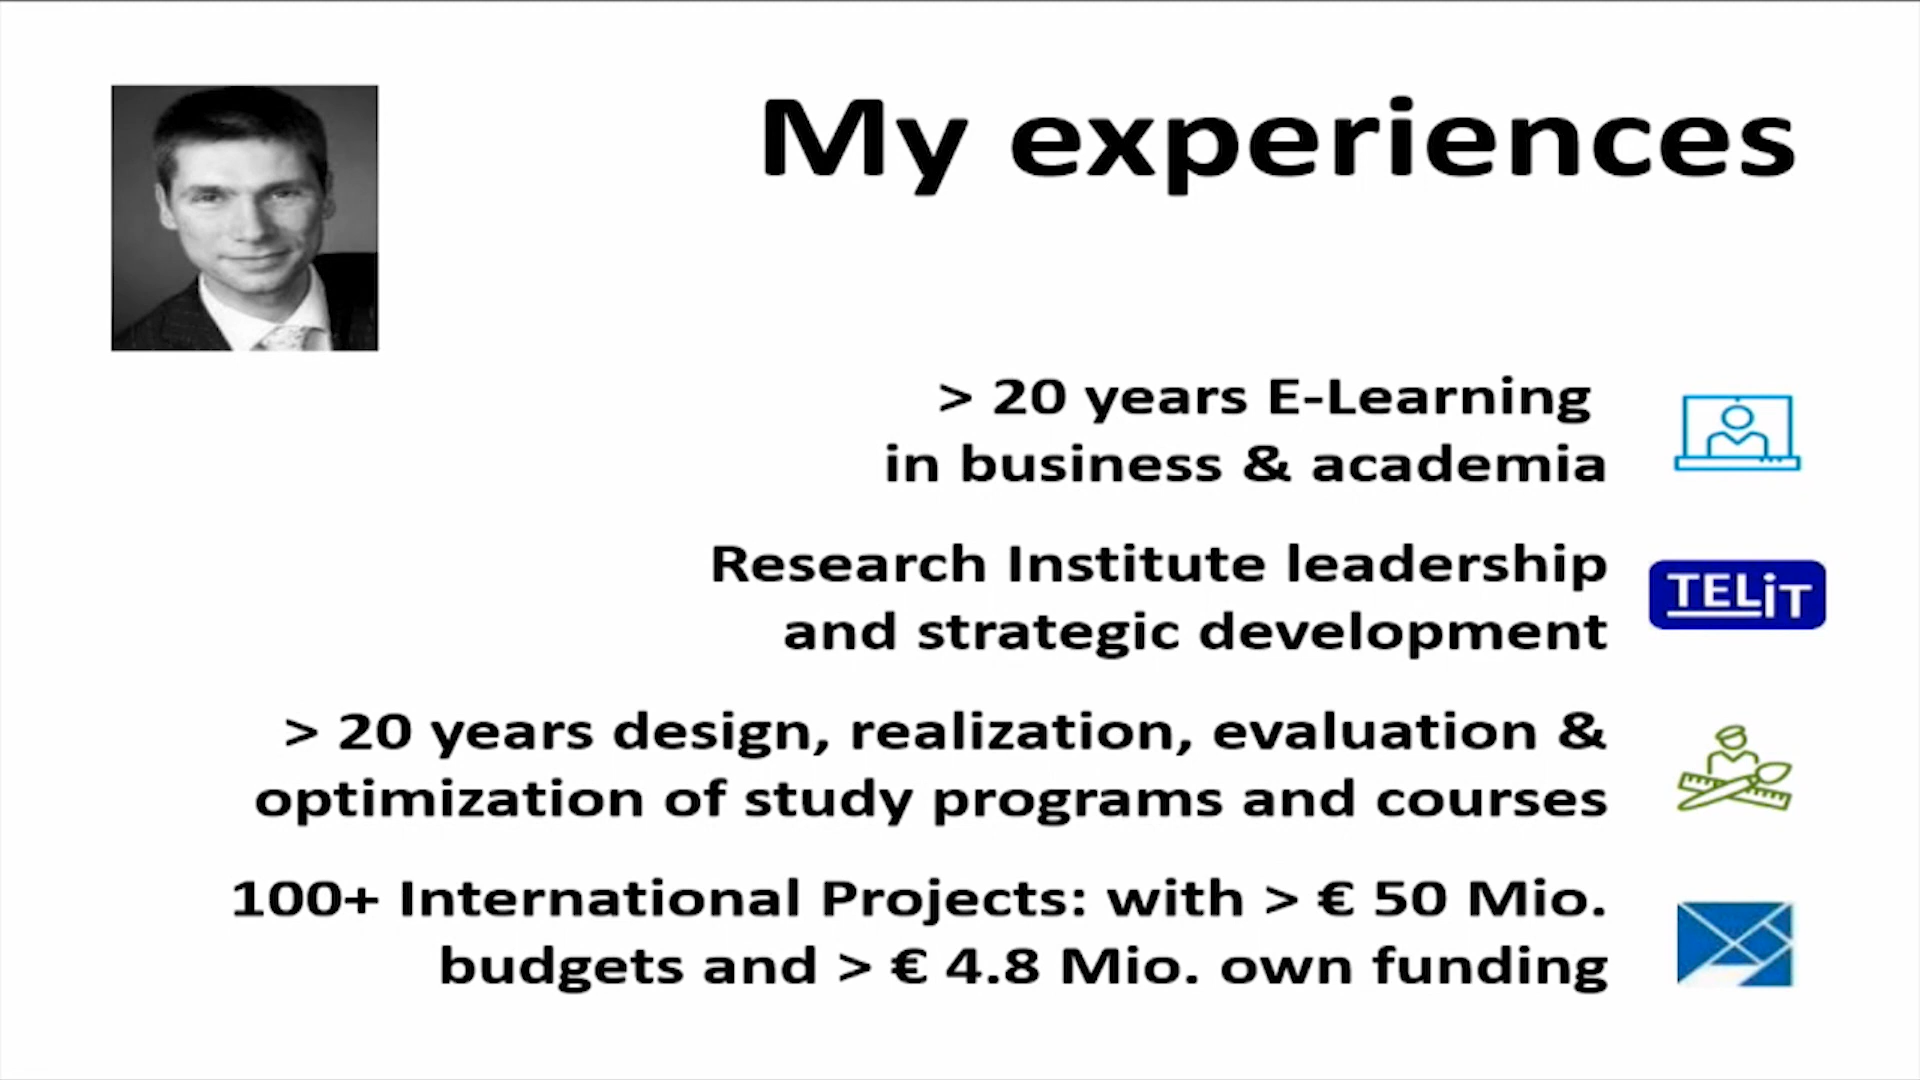 My experiences
> 20 years E-Learning
in business & academia
Research Institute leadership
and strategic development
TELiT
> 20 years design, realization, evaluation &
optimization of study programs and courses
100+ International Projects: with > € 50 Mio.
budgets and > € 4.8 Mio. own funding